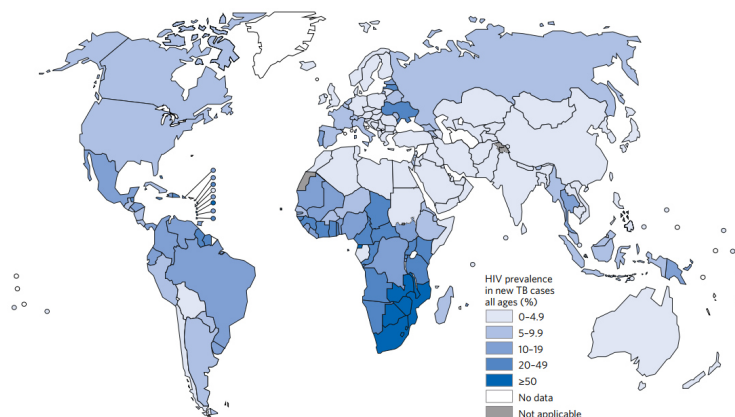 HIV prevalence
in new TB cases
all ages (%)
0–4.9
5–9.9
10–19
20–49
≥50
No data
Not applicable